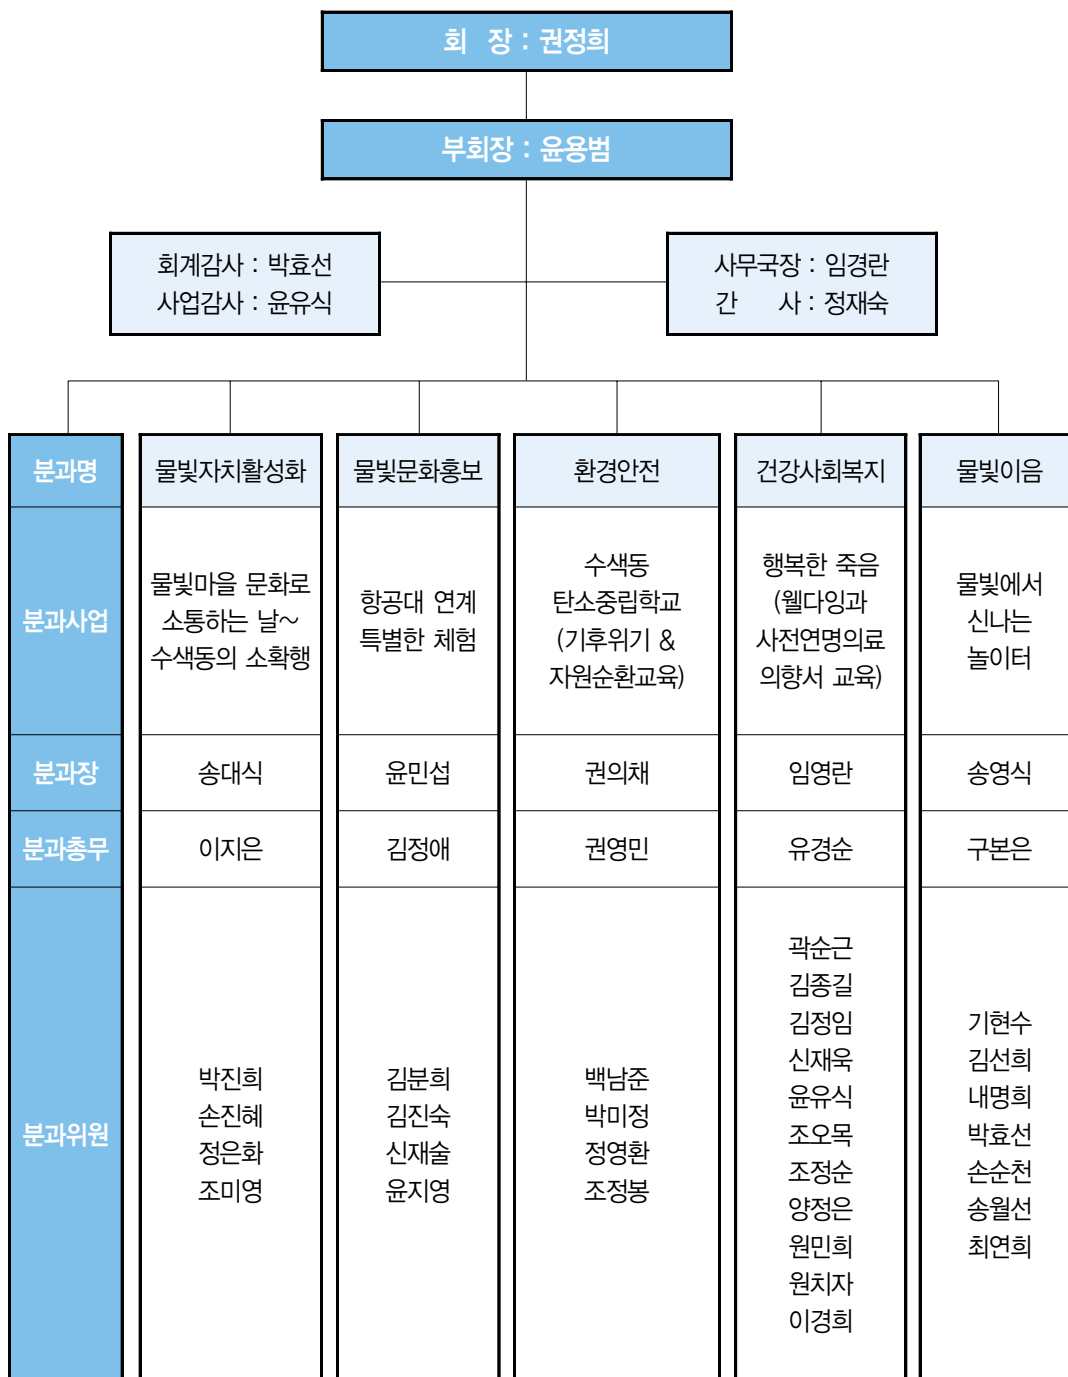 회 장 : 권정희
부회장 : 윤용범
회계감사 : 박효선
사업감사 : 윤유식
사무국장 : 임경란
간 사 : 정재숙
분과명
물빛자치활성화
물빛문화홍보
환경안전
건강사회복지
물빛이음
분과사업
물빛마을 문화로
소통하는 날~
수색동의 소확행
항공대 연계
특별한 체험
수색동
탄소중립학교
(기후위기 &
자원순환교육)
행복한 죽음
(웰다잉과
사전연명의료
의향서 교육)
물빛에서
신나는
놀이터
분과장
송대식
윤민섭
권의채
임영란
송영식
분과총무
이지은
김정애
권영민
유경순
구본은
분과위원
박진희
손진혜
정은화
조미영
김분희
김진숙
신재술
윤지영
백남준
박미정
정영환
조정봉
곽순근
김종길
김정임
신재욱
윤유식
조오목
조정순
양정은
원민희
원치자
이경희
기현수
김선희
내명희
박효선
손순천
송월선
최연희